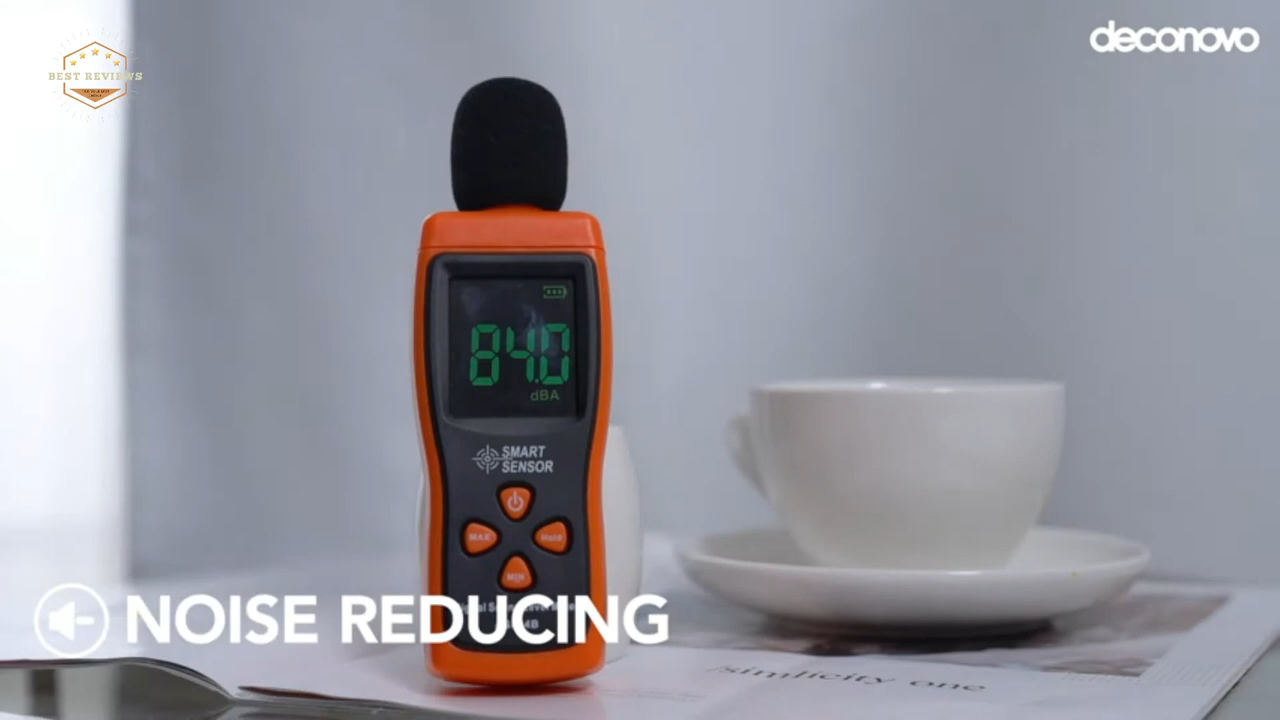 BEST REVIEWS
deconovo
84.0
dBA
SMART
SENSOR
MAX
Hold
MIN
NOISE REDUCING
simplicity one